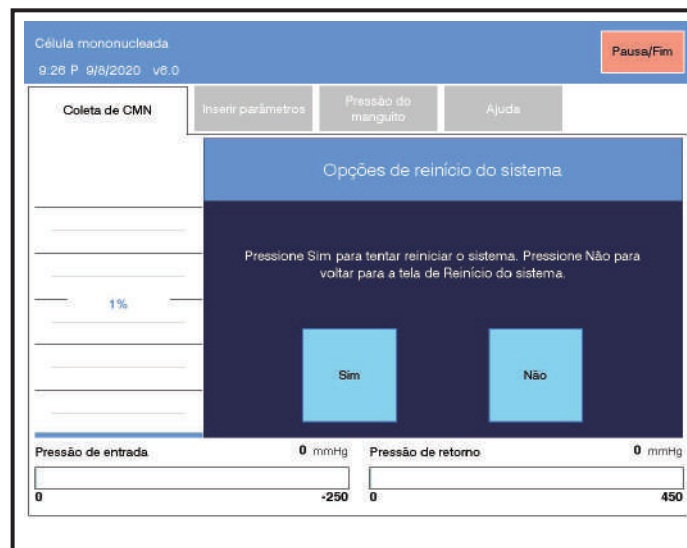 Célula mononucleada
9:26 P 9/8/2020 v6.0
Pausa/Fim
Coleta de CMN
Inserir parâmetros
Pressão do
manguito
Ajuda
Opções de reinício do sistema
Pressione Sim para tentar reiniciar o sistema. Pressione Não para
voltar para a tela de Reinício do sistema.
1%
Sim
Não
Pressão de entrada
0 mmHg
Pressão de retorno
0 mmHg
0
-250
0
450